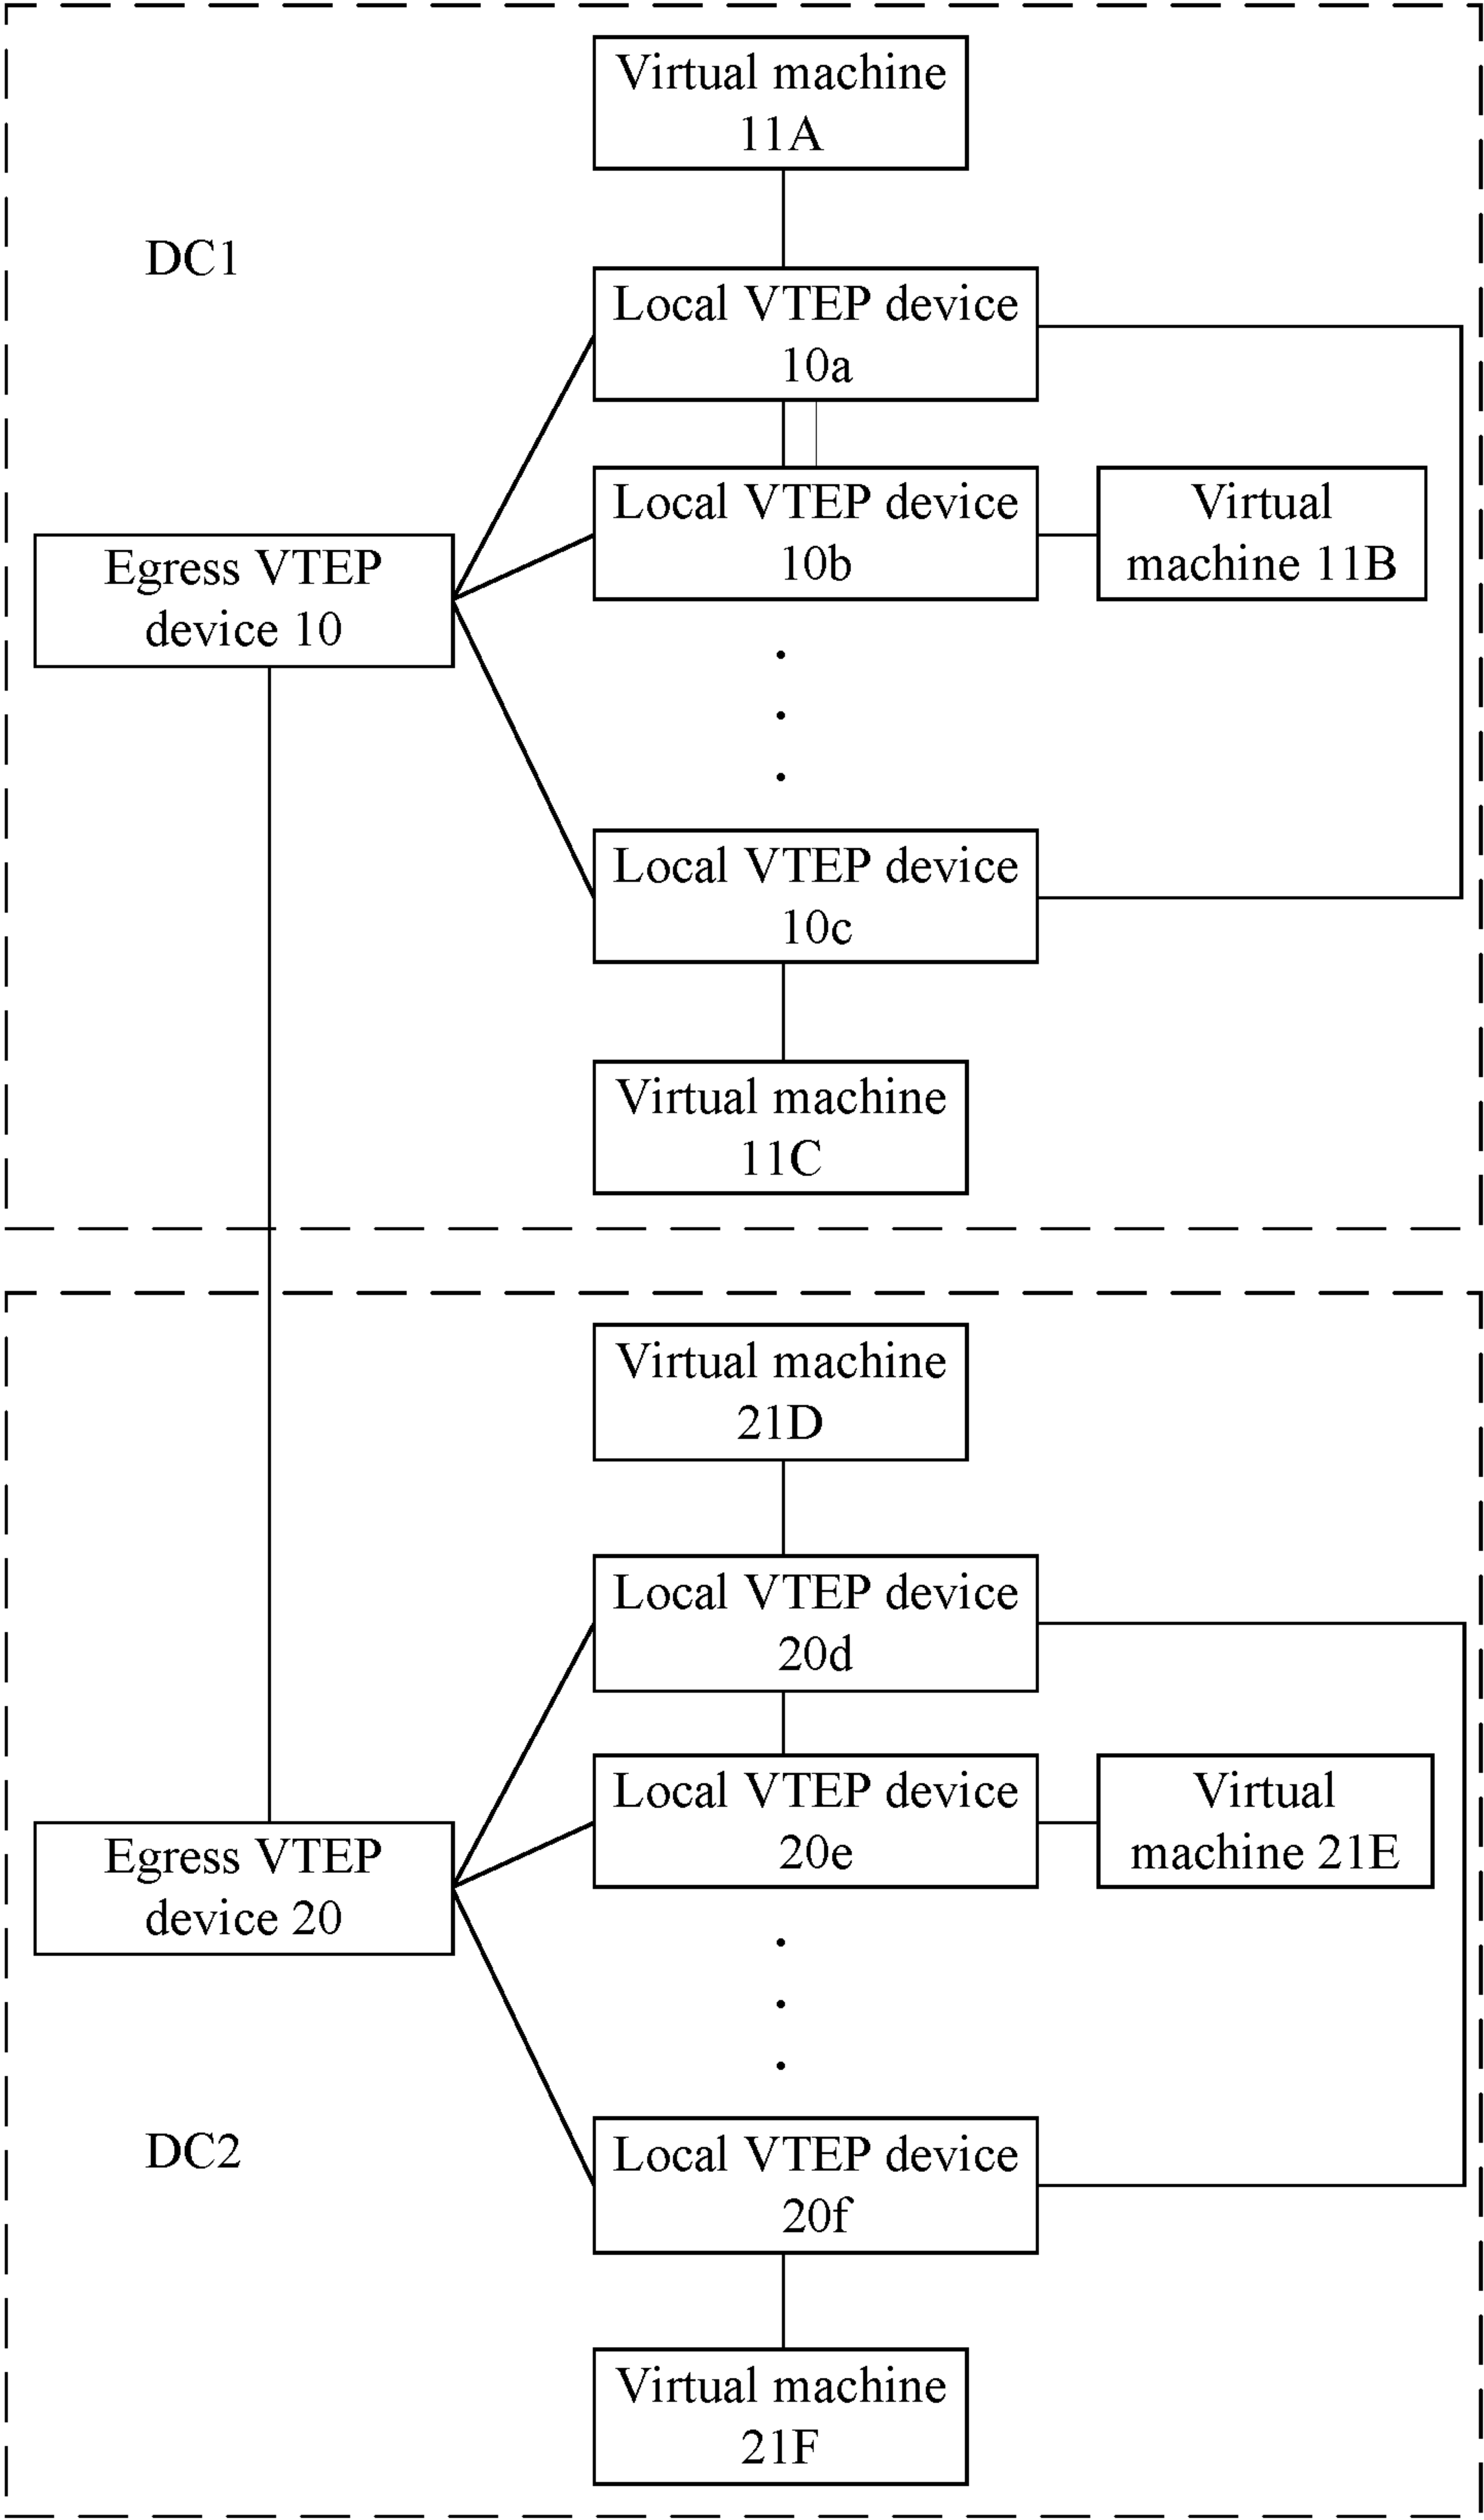 Virtual machine
11A
DC1
Local VTEP device
10a
Local VTEP device
10b
Virtual
machine 11B
Egress VTEP
device 10
Local VTEP device
10c
Virtual machine
11C
Virtual machine
21D
Local VTEP device
20d
Local VTEP device
20e
Virtual
machine 21E
Egress VTEP
device 20
DC2
Local VTEP device
20f
Virtual machine
21F